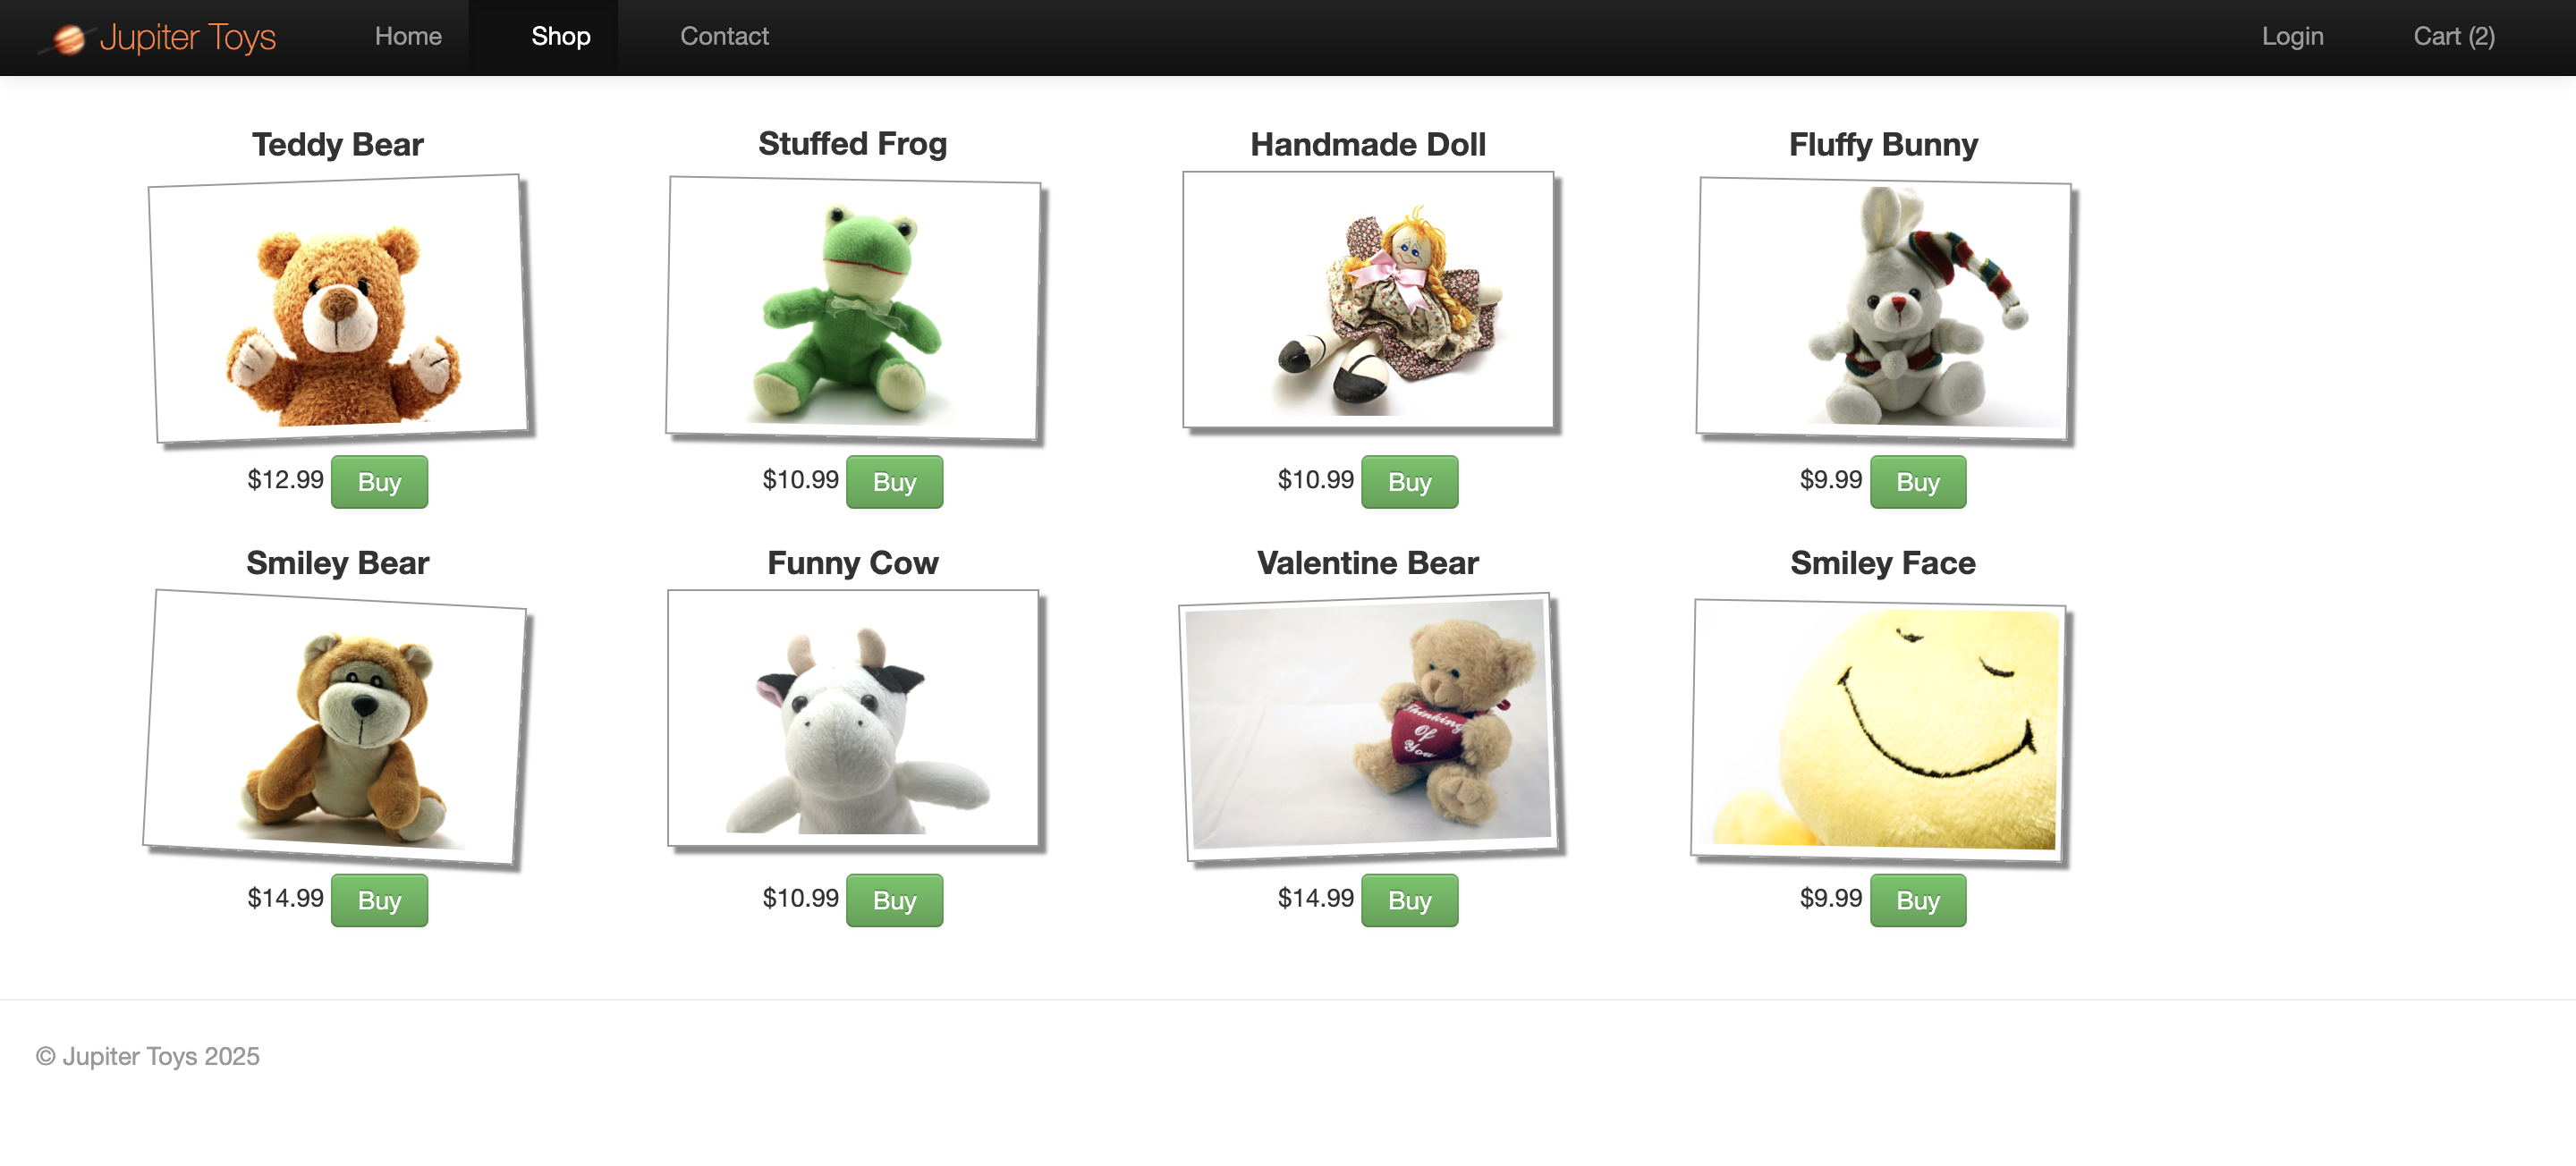 Jupiter Toys Home Shop Contact Login Cart (2)
Teddy Bear Stuffed Frog Handmade Doll Fluffy Bunny
$12.99 Buy $10.99 Buy $10.99 Buy $9.99 Buy
Smiley Bear Funny Cow Valentine Bear Smiley Face
Thinking
Of
You
$14.99 Buy $10.99 Buy $14.99 Buy $9.99 Buy
© Jupiter Toys 2025